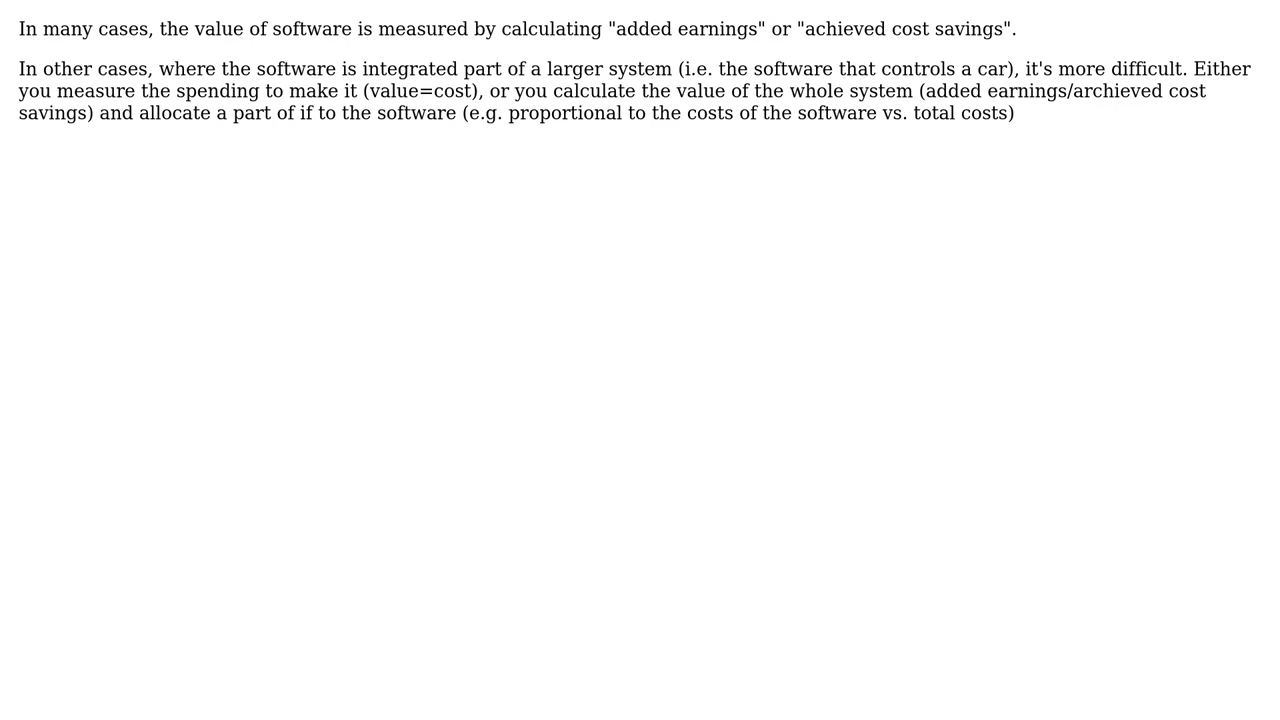 In many cases, the value of software is measured by calculating "added earnings" or "achieved cost savings".
In other cases, where the software is integrated part of a larger system (i.e. the software that controls a car), it's more difficult. Either
you measure the spending to make it (value=cost), or you calculate the value of the whole system (added earnings/archieved cost
savings) and allocate a part of if to the software (e.g. proportional to the costs of the software vs. total costs)